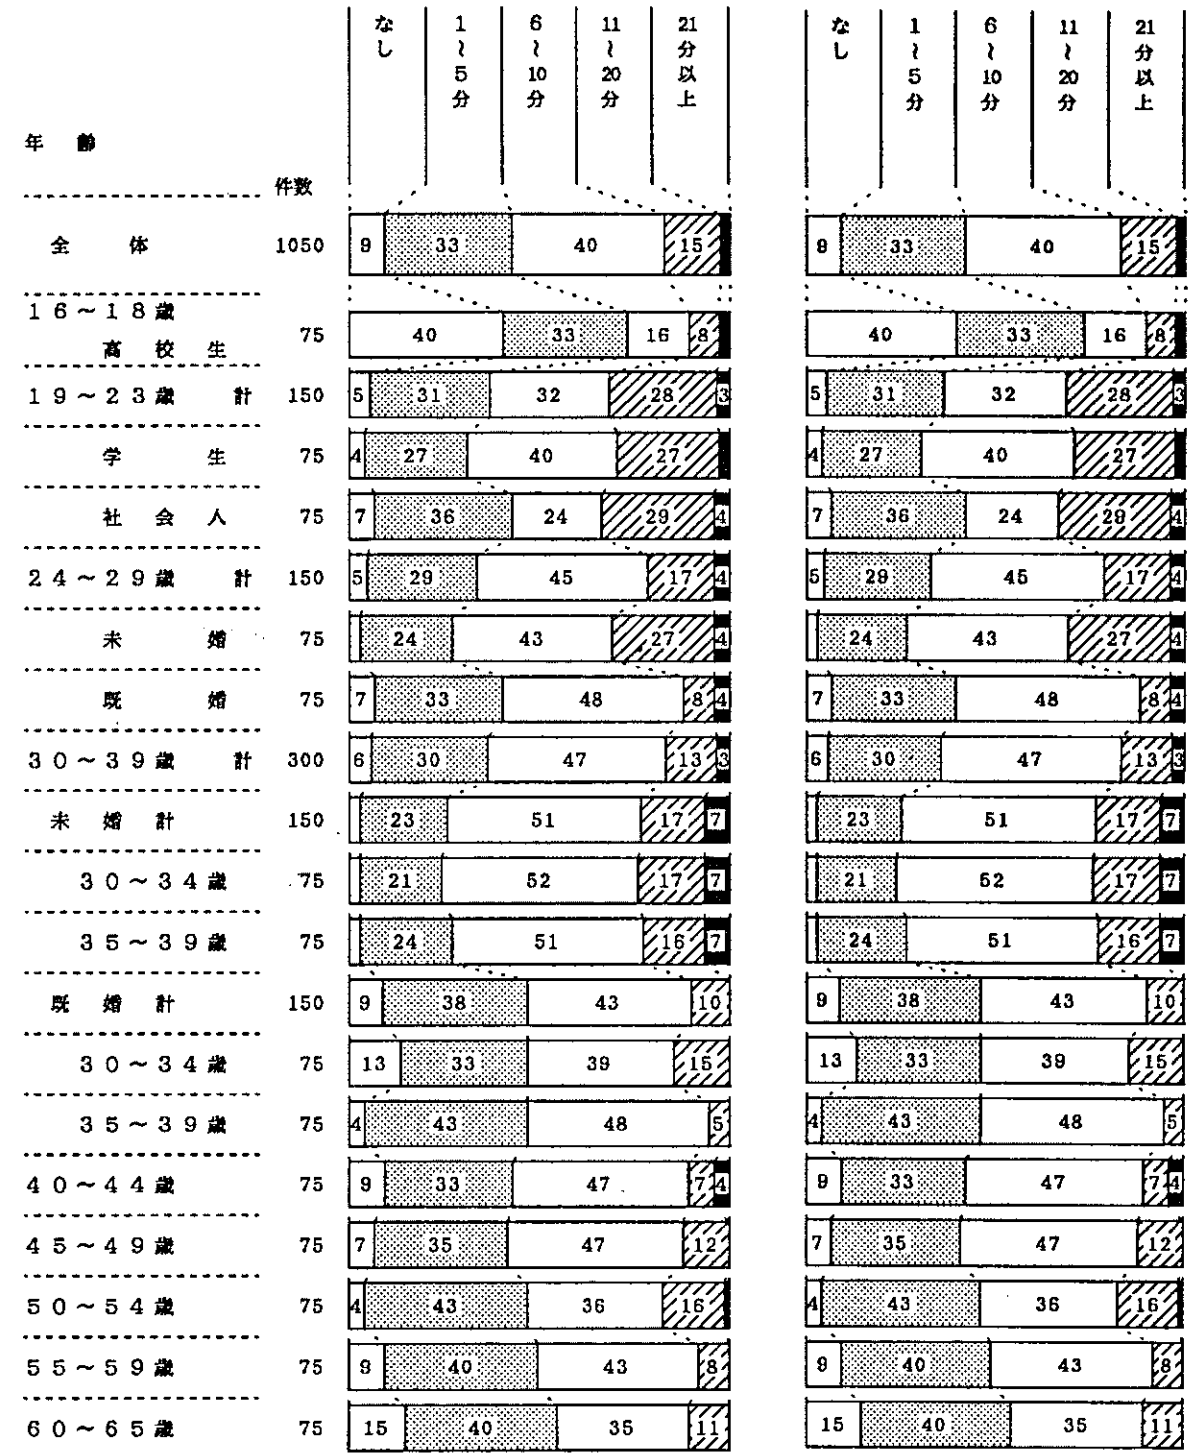 なし 1～5分 6～10分 11～20分 21分以上 なし 1～5分 6～10分 11～20分 21分以上
年齢
件数
全体 1050 9 33 40 15 9 33 40 15
16～18歳
高校生 75 40 33 16 8 40 33 16 8
19～23歳 計 150 5 31 32 28 3 5 31 32 28 3
学生 75 4 27 40 27 4 27 40 27
社会人 75 7 36 24 29 4 7 36 24 29 4
24～29歳 計 150 5 29 45 17 4 5 29 45 17 4
未婚 75 24 43 27 4 24 43 27 4
既婚 75 7 33 48 8 4 7 33 48 8 4
30～39歳 計 300 6 30 47 13 3 6 30 47 13 3
未婚計 150 23 51 17 7 23 51 17 7
30～34歳 75 21 52 17 7 21 52 17 7
35～39歳 75 24 51 16 7 24 51 16 7
既婚計 150 9 38 43 10 9 38 43 10
30～34歳 75 13 33 39 15 13 33 39 15
35～39歳 75 4 43 48 5 4 43 48 5
40～44歳 75 9 33 47 7 4 9 33 47 7 4
45～49歳 75 7 35 47 12 7 35 47 12
50～54歳 75 4 43 36 16 4 43 36 16
55～59歳 75 9 40 43 8 9 40 43 8
60～65歳 75 15 40 35 11 15 40 35 11